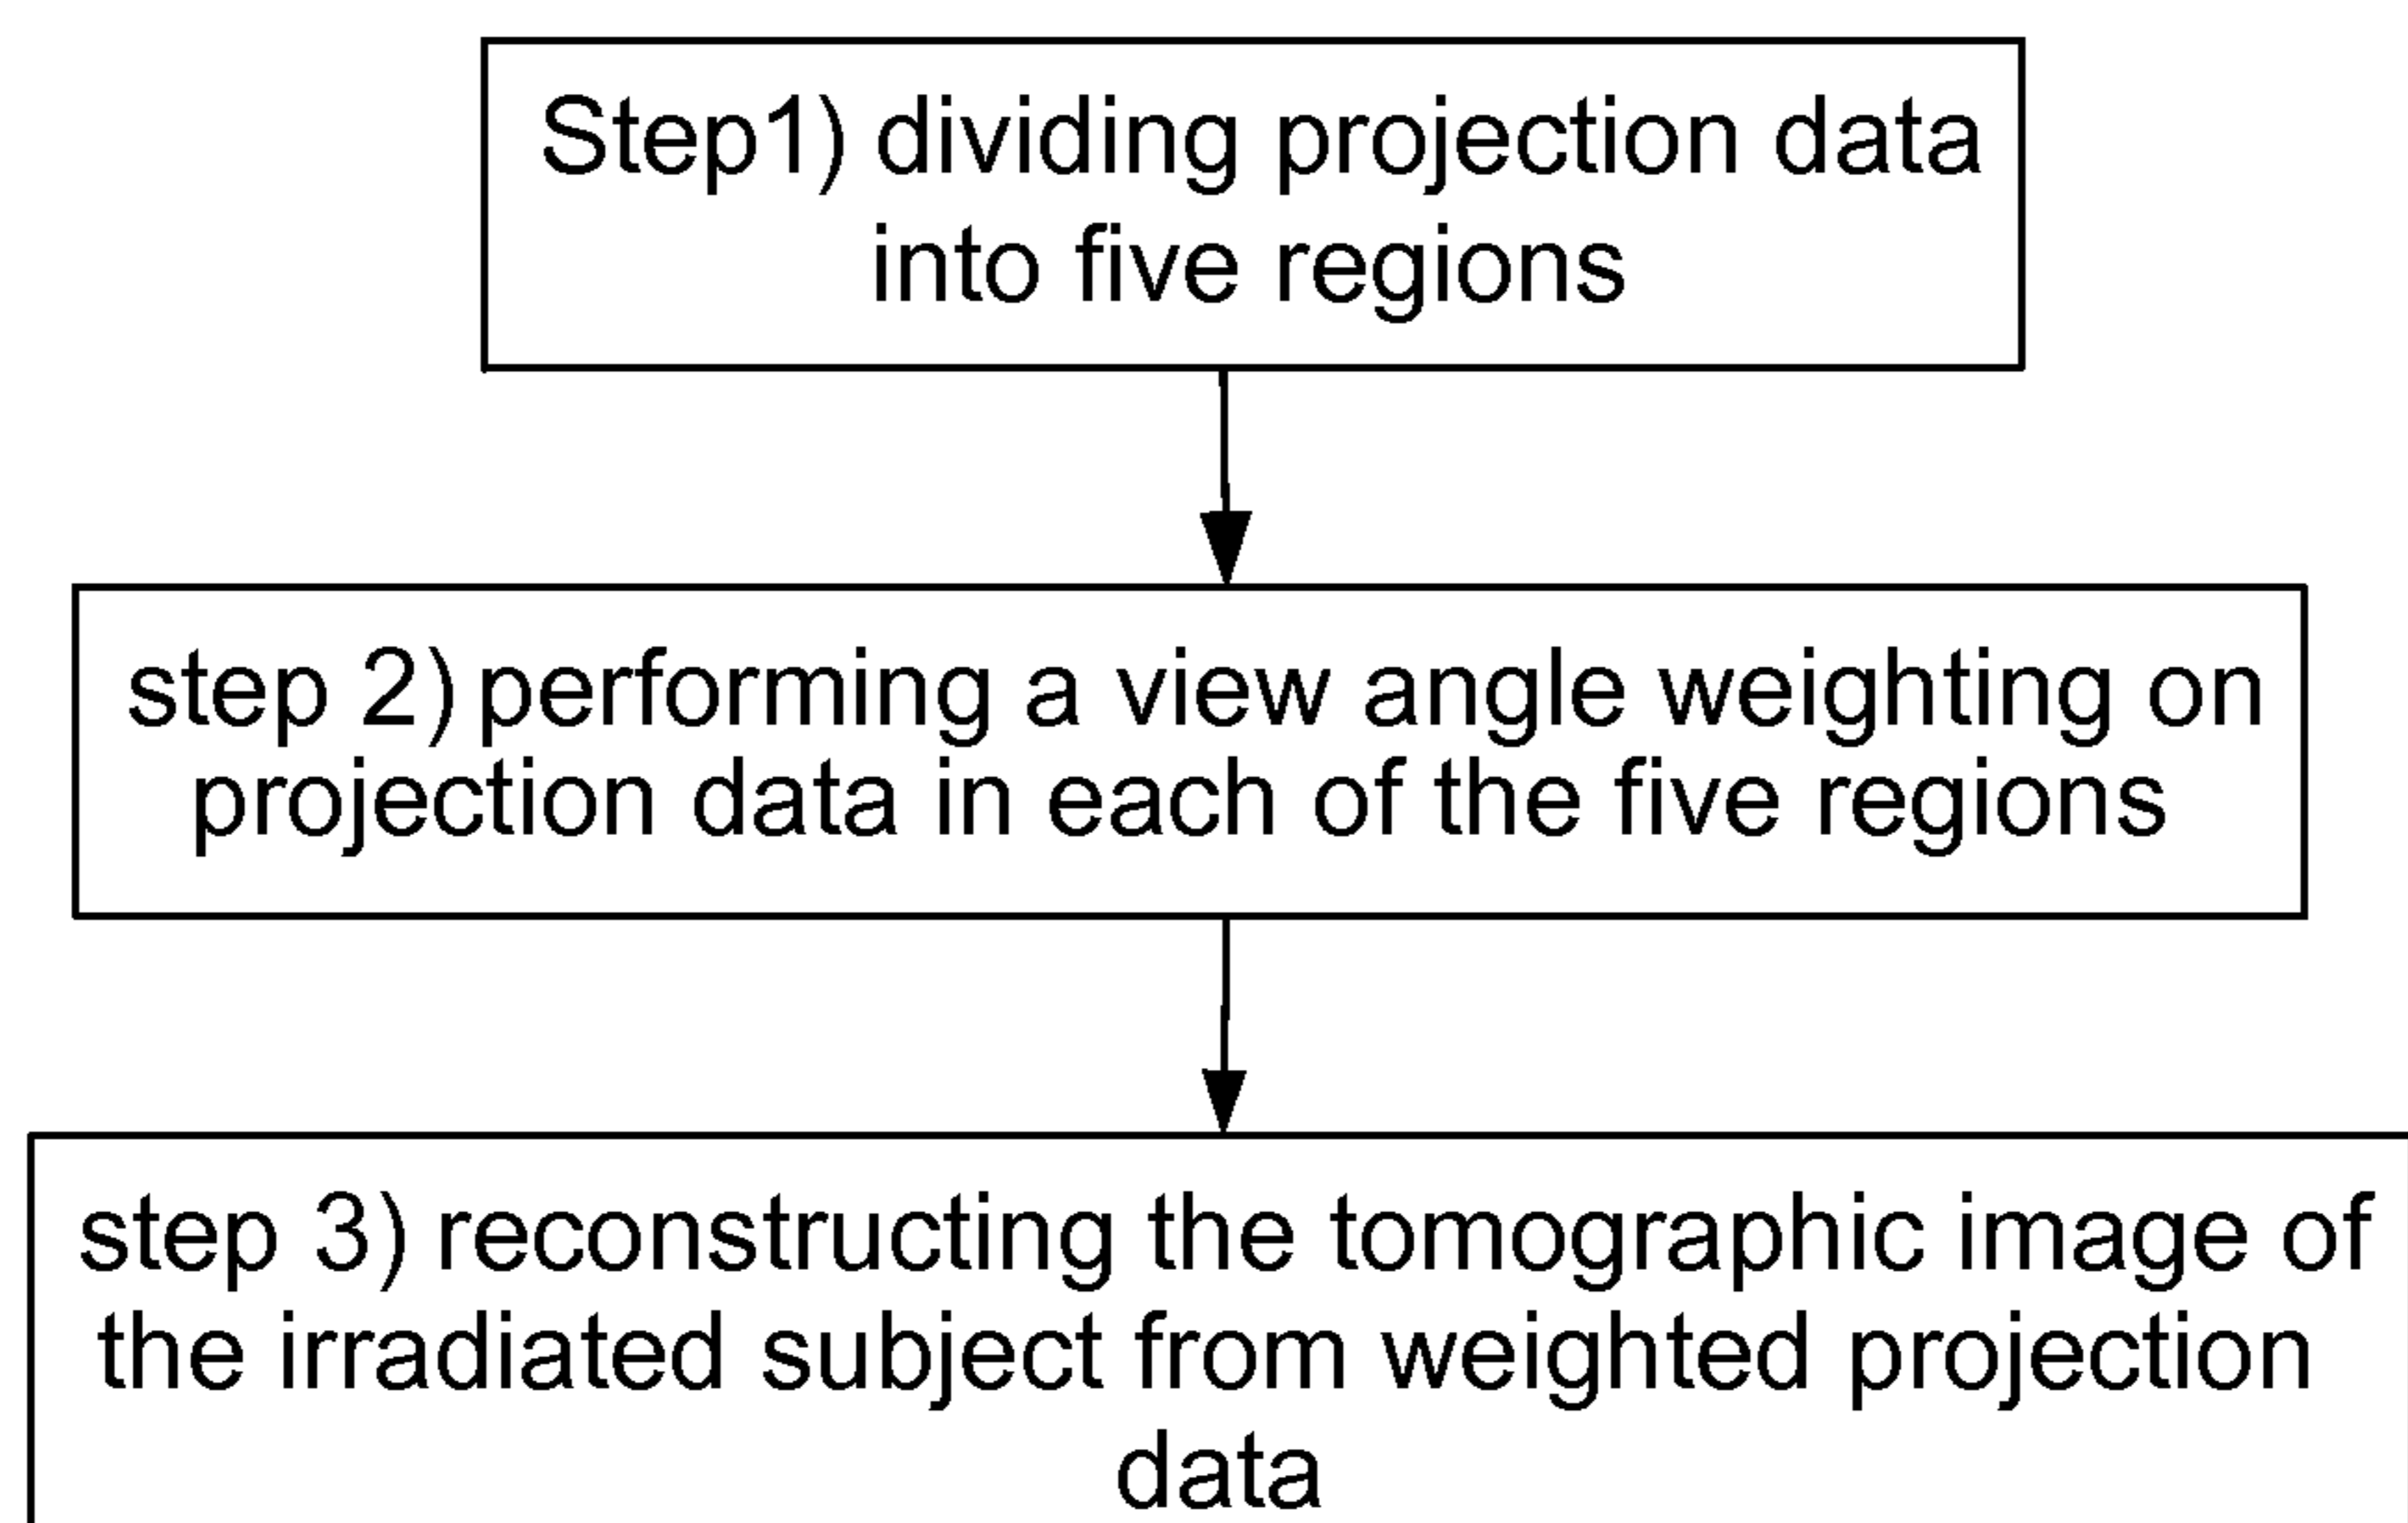 Step1) dividing projection data
into five regions
step 2) performing a view angle weighting on
projection data in each of the five regions
step 3) reconstructing the tomographic image of
the irradiated subject from weighted projection
data